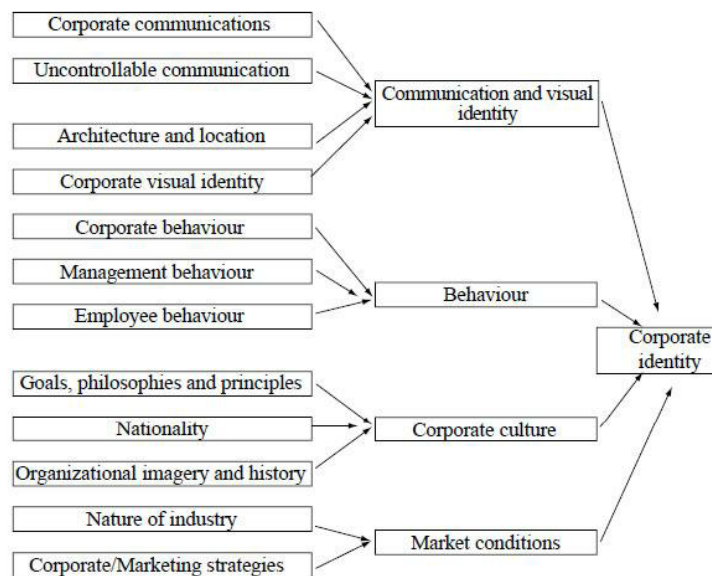 Corporate communications
Uncontrollable communication
Architecture and location
Corporate visual identity
Communication and visual
identity
Corporate behaviour
Management behaviour
Employee behaviour
Behaviour
Corporate
identity
Goals, philosophies and principles
Nationality
Organizational imagery and history
Corporate culture
Nature of industry
Corporate/Marketing strategies
Market conditions